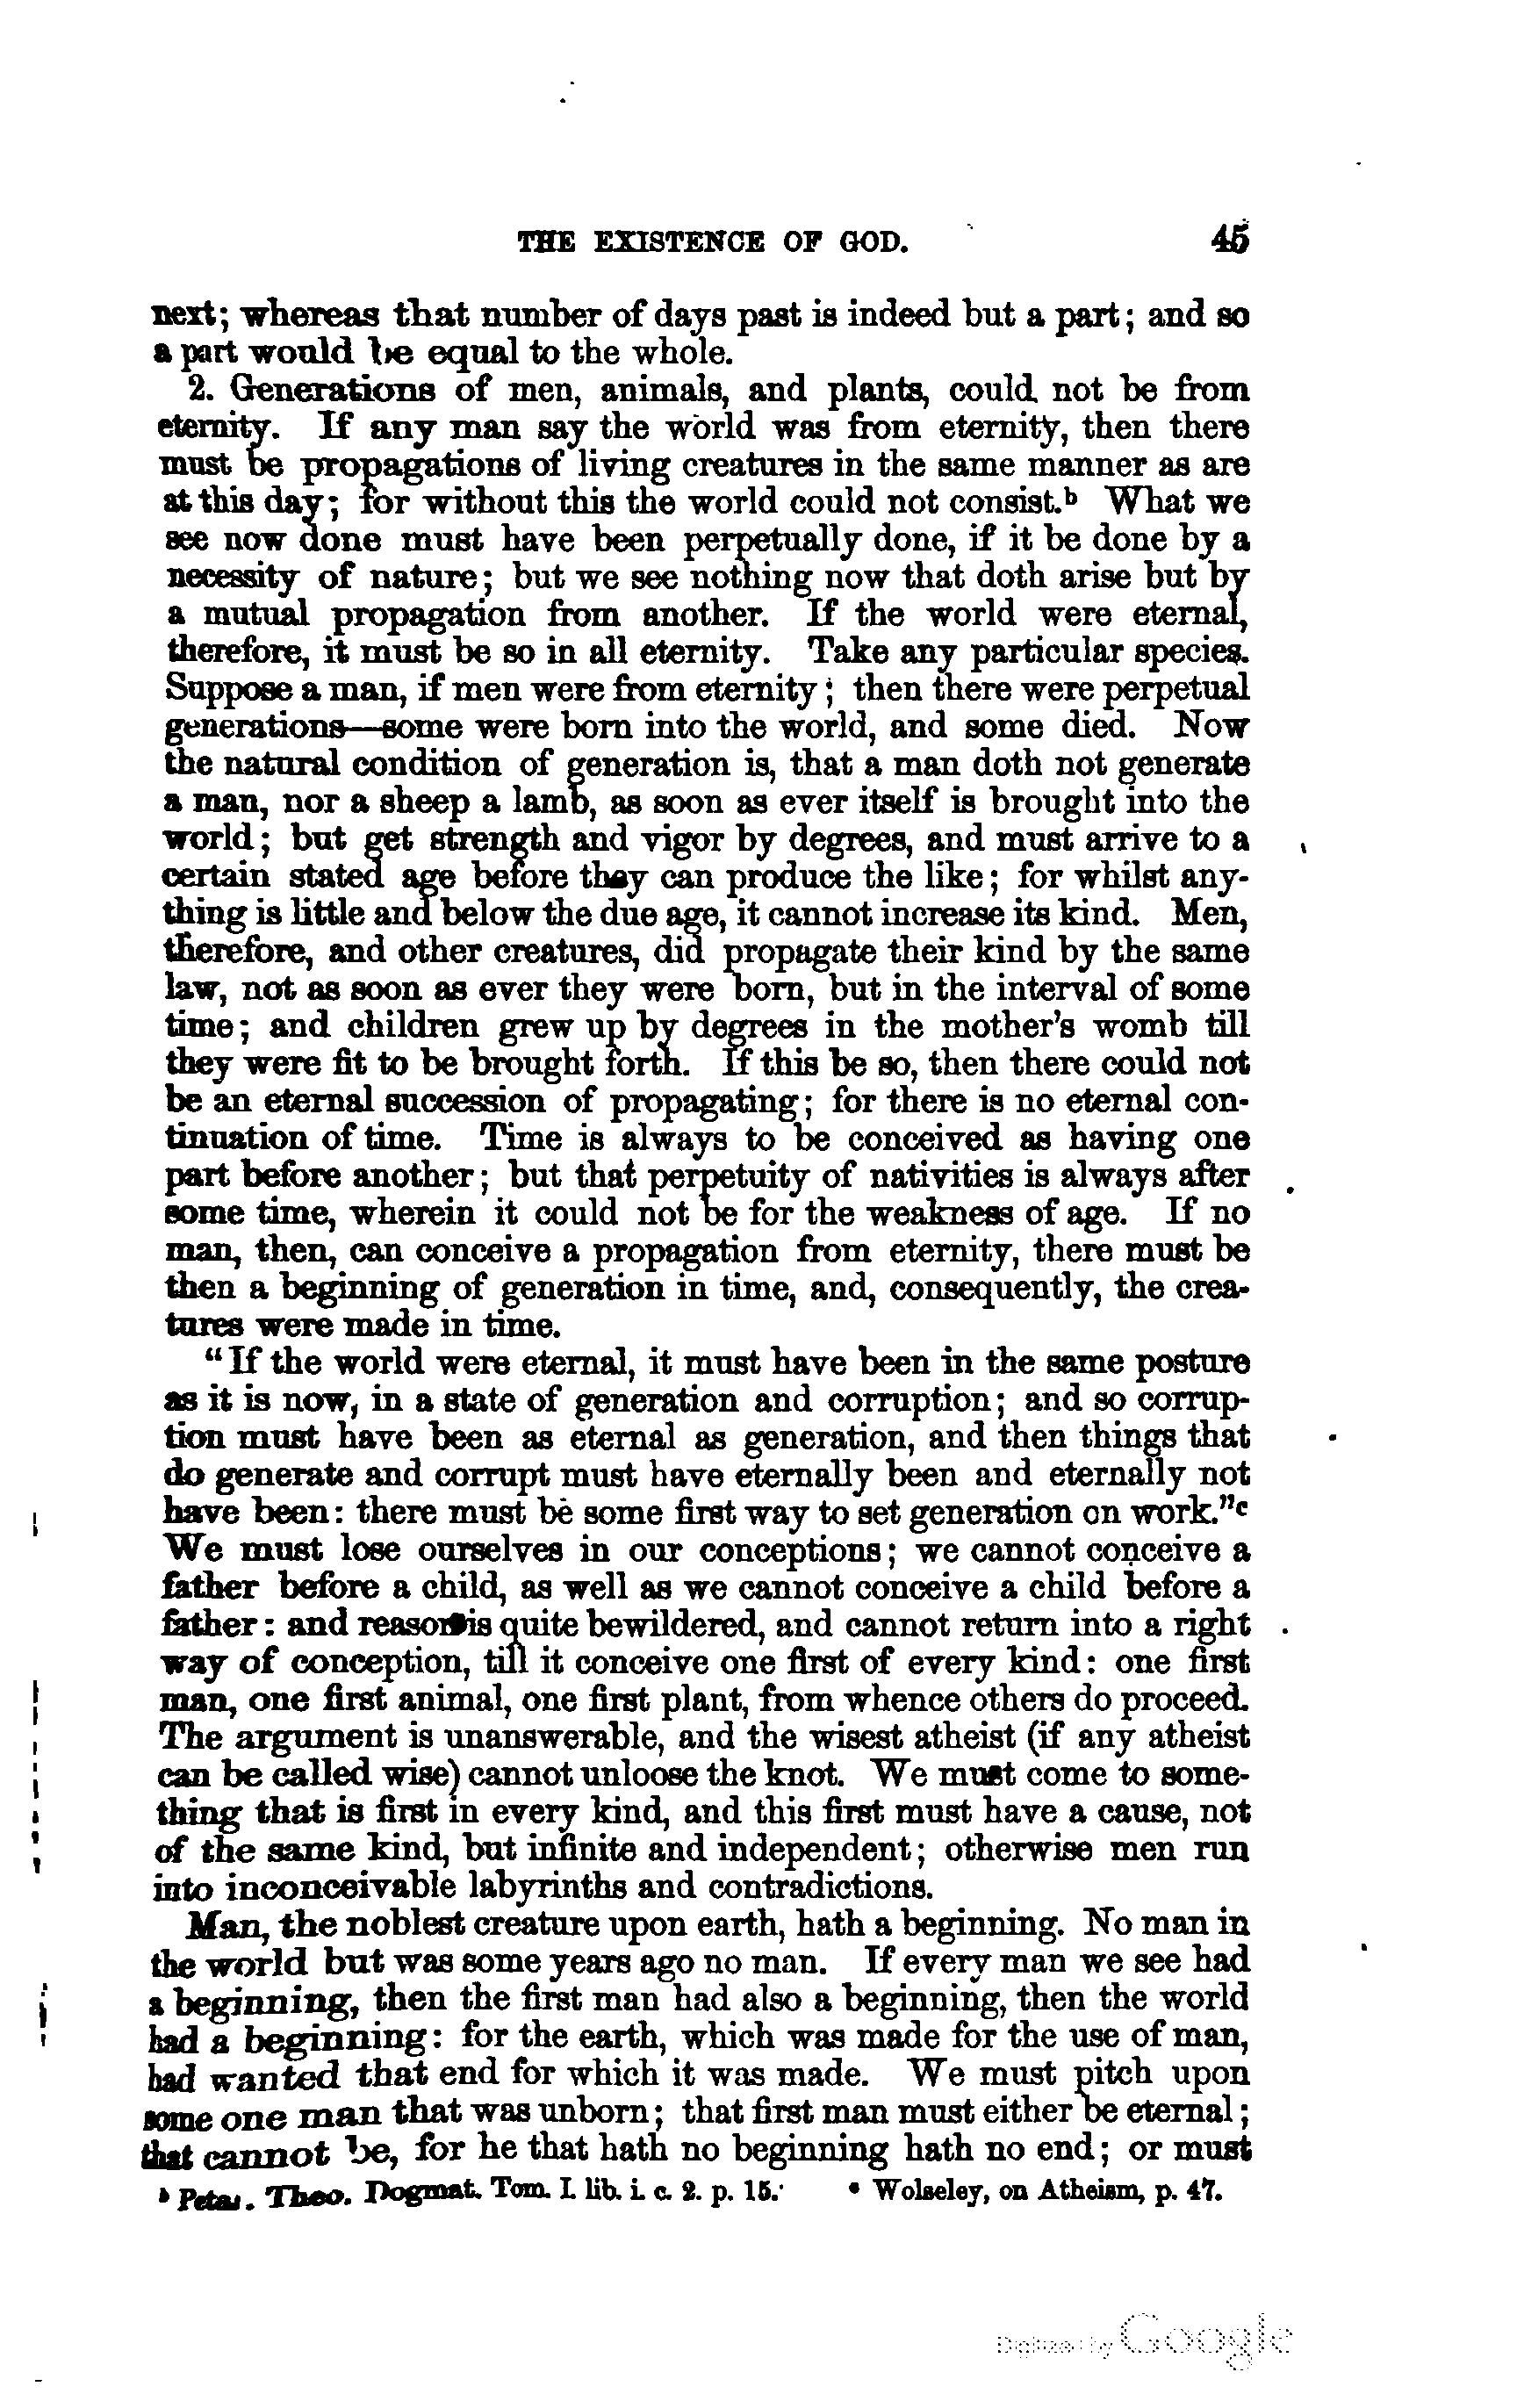 THE EXISTENCE OF GOD. 45
next; whereas that number of days past is indeed but a part; and so
a part would be equal to the whole.
2. Generations of men, animals, and plants, could not be from
eternity. If any man say the world was from eternity, then there
must be propagations of living creatures in the same manner as are
at this day; for without this the world could not consist.b What we
see now done must have been perpetually done, if it be done by a
necessity of nature; but we see nothing now that doth arise but by
a mutual propagation from another. If the world were eternal,
therefore, it must be so in all eternity. Take any particular species.
Suppose a man, if men were from eternity; then there were perpetual
generations—some were born into the world, and some died. Now
the natural condition of generation is, that a man doth not generate
a man, nor a sheep a lamb, as soon as ever itself is brought into the
world; but get strength and vigor by degrees, and must arrive to a
certain stated age before they can produce the like; for whilst any-
thing is little and below the due age, it cannot increase its kind. Men,
therefore, and other creatures, did propagate their kind by the same
law, not as soon as ever they were born, but in the interval of some
time; and children grew up by degrees in the mother's womb till
they were fit to be brought forth. If this be so, then there could not
be an eternal succession of propagating; for there is no eternal con-
tinuation of time. Time is always to be conceived as having one
part before another; but that perpetuity of nativities is always after
some time, wherein it could not be for the weakness of age. If no
man, then, can conceive a propagation from eternity, there must be
then a beginning of generation in time, and, consequently, the crea-
tures were made in time.
"If the world were eternal, it must have been in the same posture
as it is now, in a state of generation and corruption; and so corrup-
tion must have been as eternal as generation, and then things that
do generate and corrupt must have eternally been and eternally not
have been: there must be some first way to set generation on work."c
We must lose ourselves in our conceptions; we cannot conceive a
father before a child, as well as we cannot conceive a child before a
father: and reason is quite bewildered, and cannot return into a right
way of conception, till it conceive one first of every kind: one first
man, one first animal, one first plant, from whence others do proceed.
The argument is unanswerable, and the wisest atheist (if any atheist
can be called wise) cannot unloose the knot. We must come to some-
thing that is first in every kind, and this first must have a cause, not
of the same kind, but infinite and independent; otherwise men run
into inconceivable labyrinths and contradictions.
Man, the noblest creature upon earth, hath a beginning. No man in
the world but was some years ago no man. If every man we see had
a beginning, then the first man had also a beginning, then the world
had a beginning: for the earth, which was made for the use of man,
had wanted that end for which it was made. We must pitch upon
some one man that was unborn; that first man must either be eternal;
that cannot be, for he that hath no beginning hath no end; or must
b Petav. Theo. Dogmat. Tom. I. lib. i. c. 2. p. 15. c Wolseley, on Atheism, p. 47.
Digitized by Google